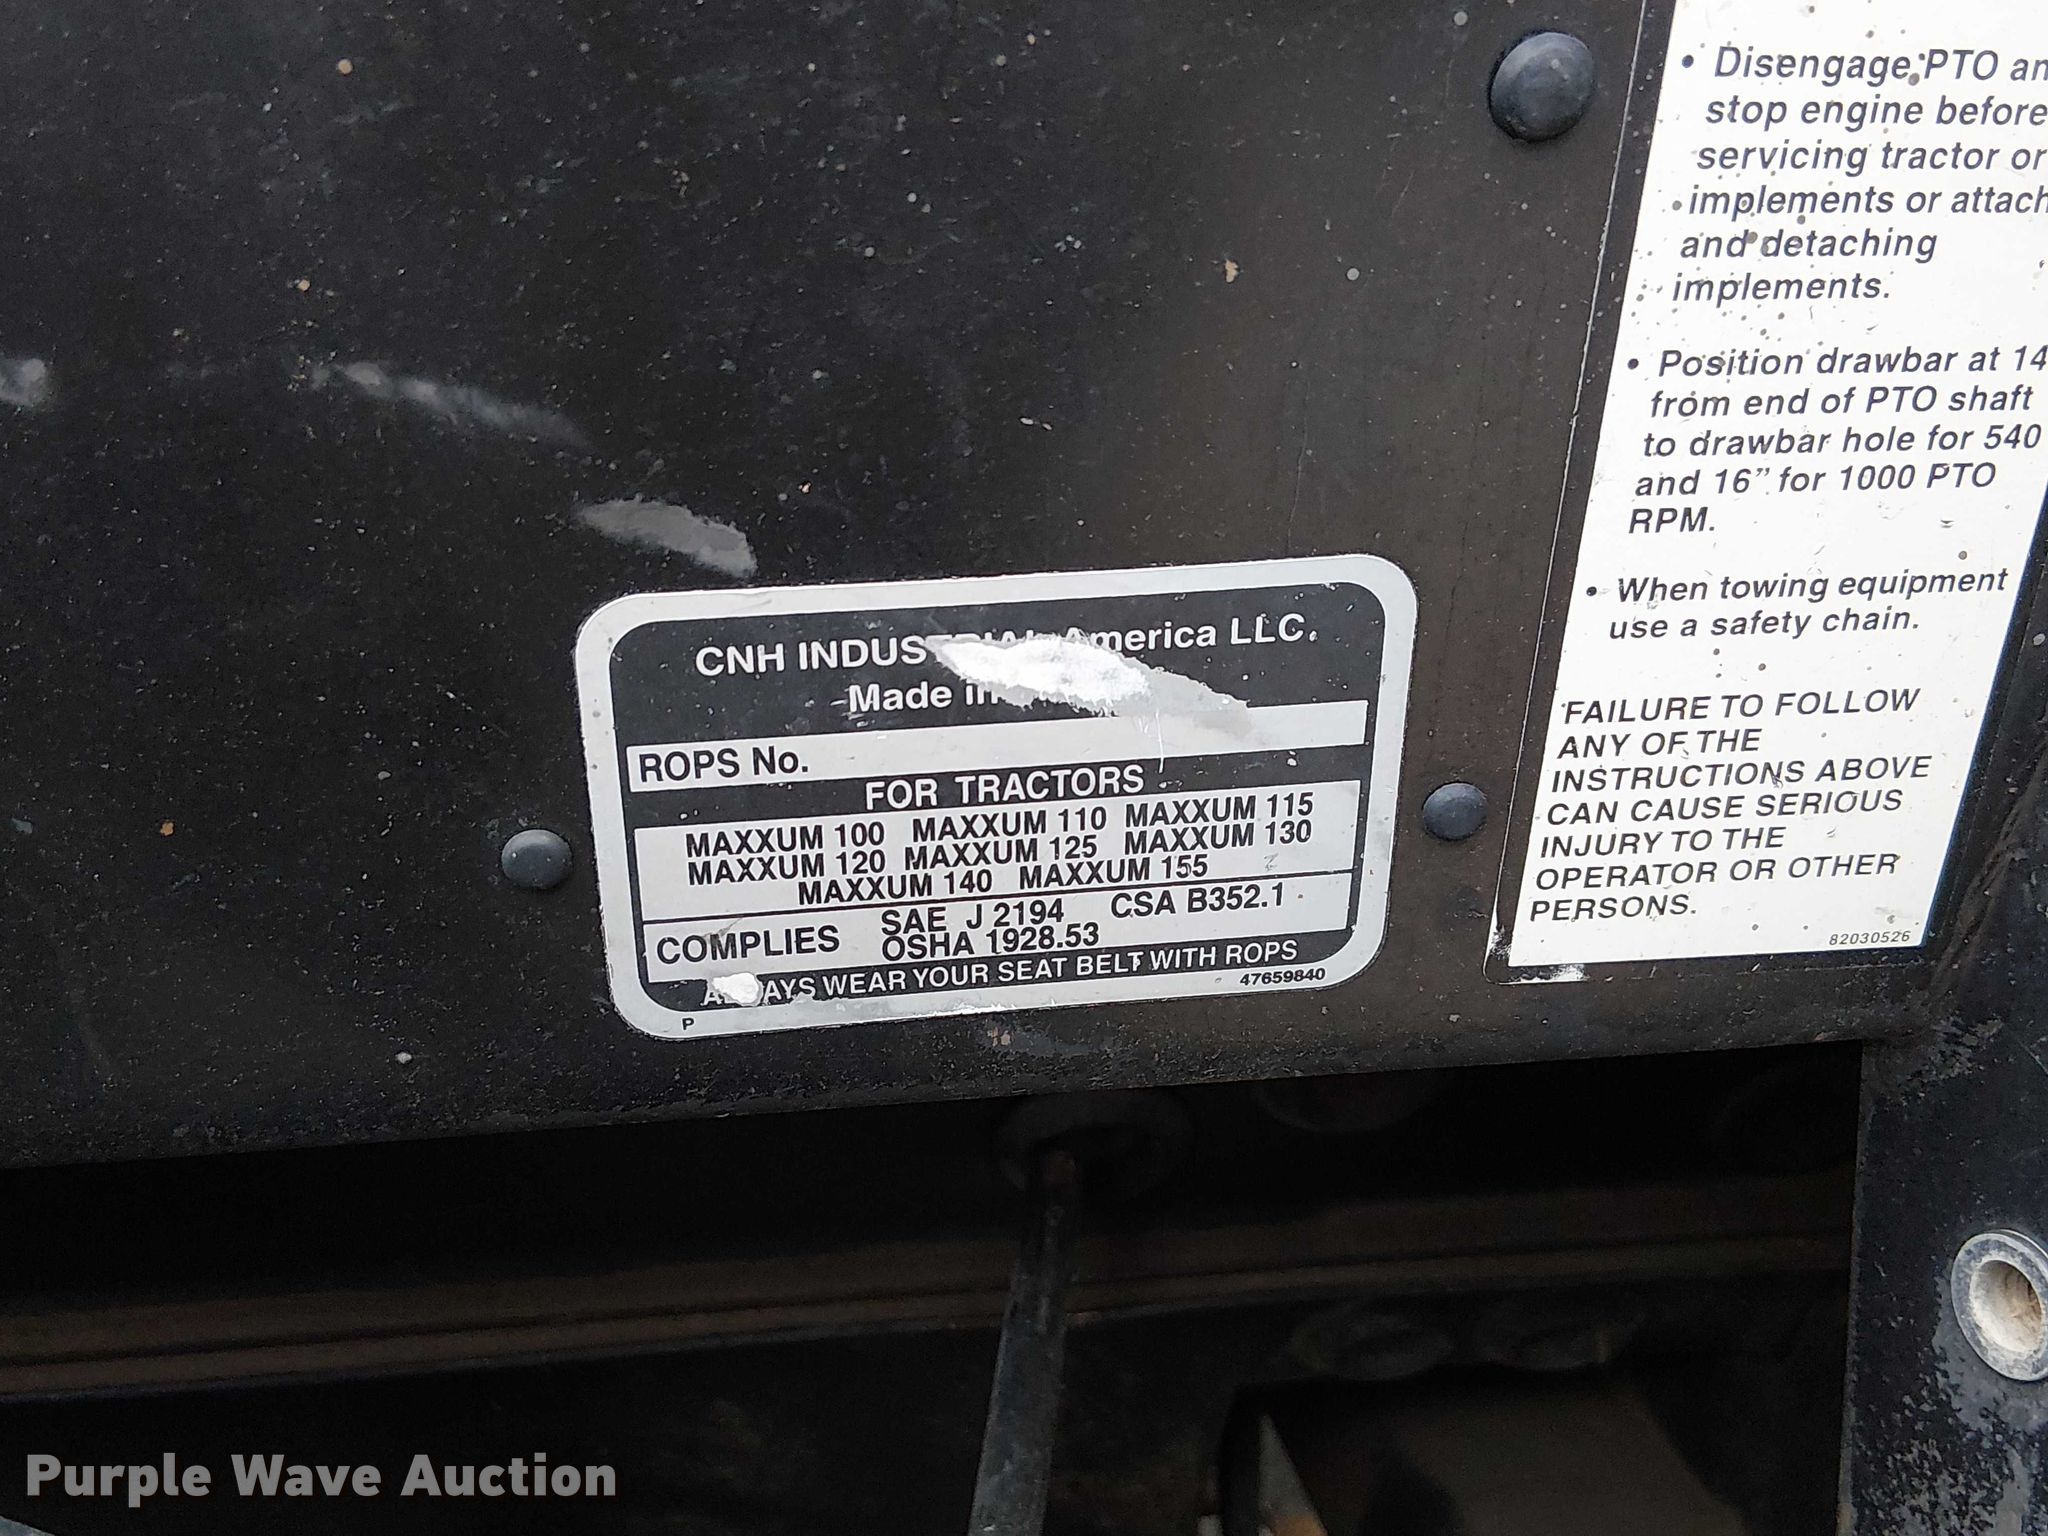 • Disengage PTO an
stop engine before
servicing tractor or
implements or attach
and detaching
implements.
• Position drawbar at 14
from end of PTO shaft
to drawbar hole for 540
and 16" for 1000 PTO
RPM.
• When towing equipment
use a safety chain.
FAILURE TO FOLLOW
ANY OF THE
INSTRUCTIONS ABOVE
CAN CAUSE SERIOUS
INJURY TO THE
OPERATOR OR OTHER
PERSONS.
82030526
CNH INDUSTRIAL America LLC.
Made in
ROPS No.
FOR TRACTORS
MAXXUM 100 MAXXUM 110 MAXXUM 115
MAXXUM 120 MAXXUM 125 MAXXUM 130
MAXXUM 140 MAXXUM 155
COMPLIES SAE J 2194 CSA B352.1
OSHA 1928.53
ALWAYS WEAR YOUR SEAT BELT WITH ROPS
47659840
P
Purple Wave Auction